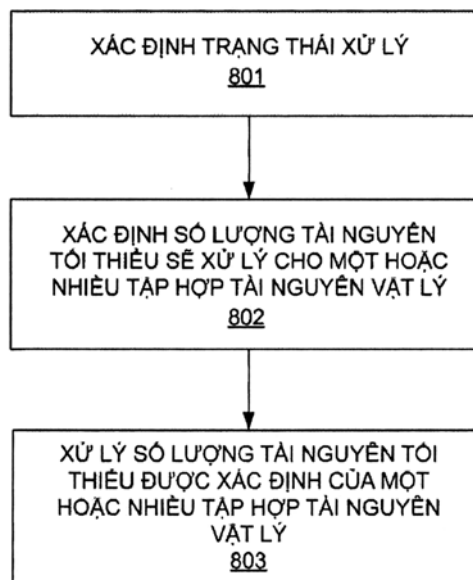 XÁC ĐỊNH TRẠNG THÁI XỬ LÝ
801
XÁC ĐỊNH SỐ LƯỢNG TÀI NGUYÊN
TỐI THIỂU SẼ XỬ LÝ CHO MỘT HOẶC
NHIỀU TẬP HỢP TÀI NGUYÊN VẬT LÝ
802
XỬ LÝ SỐ LƯỢNG TÀI NGUYÊN TỐI
THIỂU ĐƯỢC XÁC ĐỊNH CỦA MỘT
HOẶC NHIỀU TẬP HỢP TÀI NGUYÊN
VẬT LÝ
803